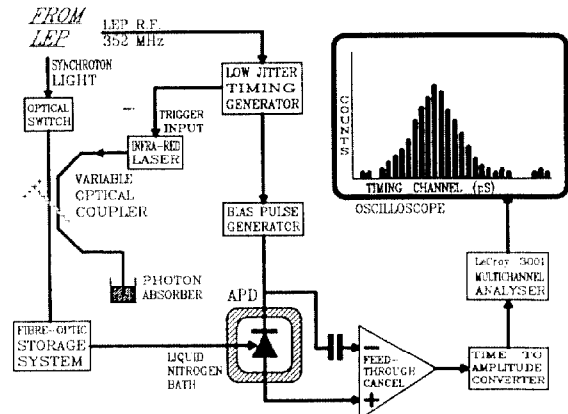 FROM
LEP
LEP R.F.
352 MHz
SYNCHROTON
LIGHT
OPTICAL
SWITCH
LOW JITTER
TIMING
GENERATOR
TRIGGER
INPUT
INFRA-RED
LASER
VARIABLE
OPTICAL
COUPLER
BIAS PULSE
GENERATOR
PHOTON
ABSORBER
COUNTS
TIMING CHANNEL (pS)
OSCILLOSCOPE
LeCroy 3001
MULTICHANNEL
ANALYSER
APD
FIBRE-OPTIC
STORAGE
SYSTEM
LIQUID
NITROGEN
BATH
−
FEED-
THROUGH
CANCEL
+
TIME TO
AMPLITUDE
CONVERTER